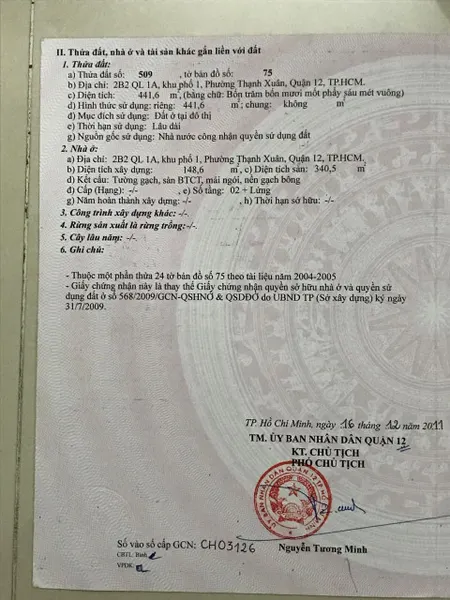 II. Thửa đất, nhà ở và tài sản khác gắn liền với đất
1. Thửa đất:
a) Thửa đất số: 509 , tờ bản đồ số: 75
b) Địa chỉ: 2B2 QL 1A, khu phố 1, Phường Thạnh Xuân, Quận 12, TP.HCM.
c) Diện tích: 441,6 m², (bằng chữ: Bốn trăm bốn mươi mốt phẩy sáu mét vuông)
d) Hình thức sử dụng: riêng: 441,6 m²; chung: không m²
đ) Mục đích sử dụng: Đất ở tại đô thị
e) Thời hạn sử dụng: Lâu dài
g) Nguồn gốc sử dụng: Nhà nước công nhận quyền sử dụng đất
2. Nhà ở:
a) Địa chỉ: 2B2 QL 1A, khu phố 1, Phường Thạnh Xuân, Quận 12, TP.HCM.
b) Diện tích xây dựng: 148,6 m², c) Diện tích sàn: 340,5 m²
d) Kết cấu: Tường gạch, sàn BTCT, mái ngói, nền gạch bông
đ) Cấp (Hạng): -/- , e) Số tầng: 02 + Lửng
g) Năm hoàn thành xây dựng: -/- , h) Thời hạn sở hữu: -/-
3. Công trình xây dựng khác: -/-
4. Rừng sản xuất là rừng trồng: -/-.
5. Cây lâu năm: -/-.
6. Ghi chú:
- Thuộc một phần thửa 24 tờ bản đồ số 75 theo tài liệu năm 2004-2005
- Giấy chứng nhận này là thay thế Giấy chứng nhận quyền sở hữu nhà ở và quyền sử
dụng đất ở số 568/2009/GCN-QSHNỞ & QSDĐỞ do UBND TP (Sở xây dựng) ký ngày
31/7/2009.
TP. Hồ Chí Minh, ngày 16 tháng 12 năm 2011
TM. ỦY BAN NHÂN DÂN QUẬN 12
KT. CHỦ TỊCH
PHÓ CHỦ TỊCH
ỦY BAN NHÂN DÂN QUẬN 12 TP. HỒ CHÍ MINH
Số vào sổ cấp GCN: CH03126
Nguyễn Tương Minh
CBTL. Bình
VPĐK.